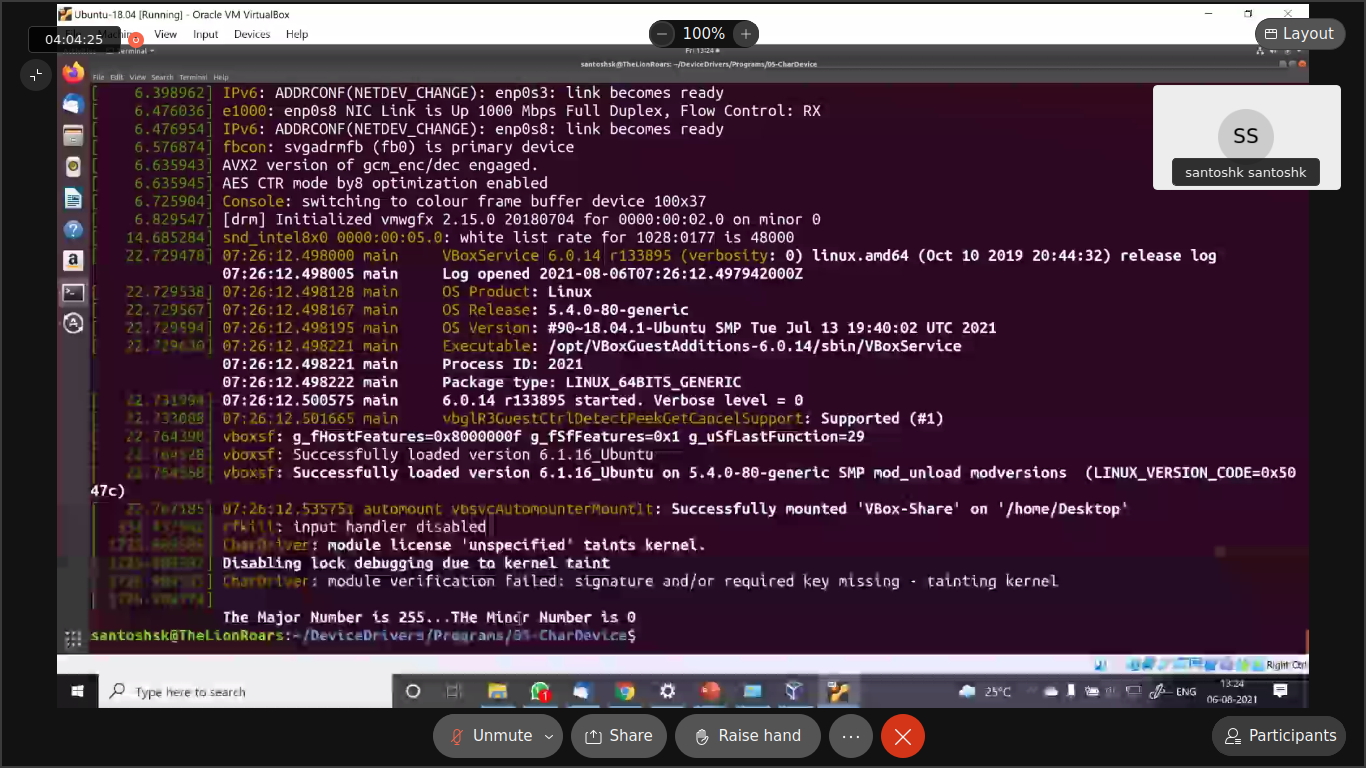 Ubuntu-18.04 [Running] - Oracle VM VirtualBox
View Input Devices Help
04:04:25
100%
Layout
Fri 13:24
santoshsk@TheLionRoars: ~/DeviceDrivers/Programs/05-CharDevice
File Edit View Search Terminal Help
[ 6.398962] IPv6: ADDRCONF(NETDEV_CHANGE): enp0s3: link becomes ready
[ 6.476036] e1000: enp0s8 NIC Link is Up 1000 Mbps Full Duplex, Flow Control: RX
[ 6.476954] IPv6: ADDRCONF(NETDEV_CHANGE): enp0s8: link becomes ready
[ 6.576874] fbcon: svgadrmfb (fb0) is primary device
[ 6.635943] AVX2 version of gcm_enc/dec engaged.
[ 6.635945] AES CTR mode by8 optimization enabled
[ 6.725904] Console: switching to colour frame buffer device 100x37
[ 6.829547] [drm] Initialized vmwgfx 2.15.0 20180704 for 0000:00:02.0 on minor 0
[ 14.685284] snd_intel8x0 0000:00:05.0: white list rate for 1028:0177 is 48000
[ 22.729478] 07:26:12.498000 main VBoxService 6.0.14 r133895 (verbosity: 0) linux.amd64 (Oct 10 2019 20:44:32) release log
07:26:12.498005 main Log opened 2021-08-06T07:26:12.497942000Z
[ 22.729538] 07:26:12.498128 main OS Product: Linux
[ 22.729567] 07:26:12.498167 main OS Release: 5.4.0-80-generic
[ 22.729594] 07:26:12.498195 main OS Version: #90~18.04.1-Ubuntu SMP Tue Jul 13 19:40:02 UTC 2021
07:26:12.498221 main Executable: /opt/VBoxGuestAdditions-6.0.14/sbin/VBoxService
07:26:12.498221 main Process ID: 2021
07:26:12.498222 main Package type: LINUX_64BITS_GENERIC
[ 22.731994] 07:26:12.500575 main 6.0.14 r133895 started. Verbose level = 0
07:26:12.501665 main vbglR3GuestCtrlDetectPeekGetCancelSupport: Supported (#1)
[ 22.764398] vboxsf: g_fHostFeatures=0x8000000f g_fSfFeatures=0x1 g_uSfLastFunction=29
vboxsf: Successfully loaded version 6.1.16_Ubuntu
vboxsf: Successfully loaded version 6.1.16_Ubuntu on 5.4.0-80-generic SMP mod_unload modversions (LINUX_VERSION_CODE=0x50
47c)
[ 22.767185] 07:26:12.535751 automount vbsvcAutomounterMountIt: Successfully mounted 'VBox-Share' on '/home/Desktop'
rfkill: input handler disabled
CharDriver: module license 'unspecified' taints kernel.
Disabling lock debugging due to kernel taint
CharDriver: module verification failed: signature and/or required key missing - tainting kernel
The Major Number is 255...THe Minor Number is 0
santoshsk@TheLionRoars:~/DeviceDrivers/Programs/05-CharDevice$
SS
santoshk santoshk
Right Ctrl
Type here to search
1
25°C
ENG
13:24
06-08-2021
Unmute
Share
Raise hand
Participants